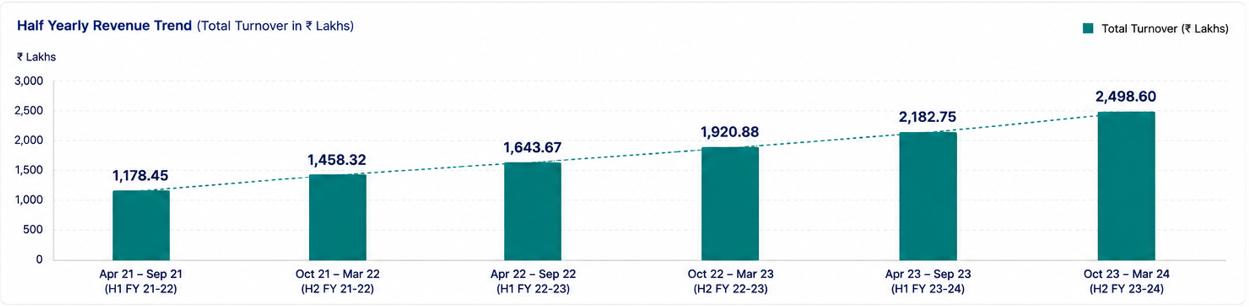 Half Yearly Revenue Trend (Total Turnover in ₹ Lakhs)
Total Turnover (₹ Lakhs)
₹ Lakhs
3,000
2,500
2,000
1,500
1,000
500
0
1,178.45
1,458.32
1,643.67
1,920.88
2,182.75
2,498.60
Apr 21 – Sep 21
(H1 FY 21-22)
Oct 21 – Mar 22
(H2 FY 21-22)
Apr 22 – Sep 22
(H1 FY 22-23)
Oct 22 – Mar 23
(H2 FY 22-23)
Apr 23 – Sep 23
(H1 FY 23-24)
Oct 23 – Mar 24
(H2 FY 23-24)